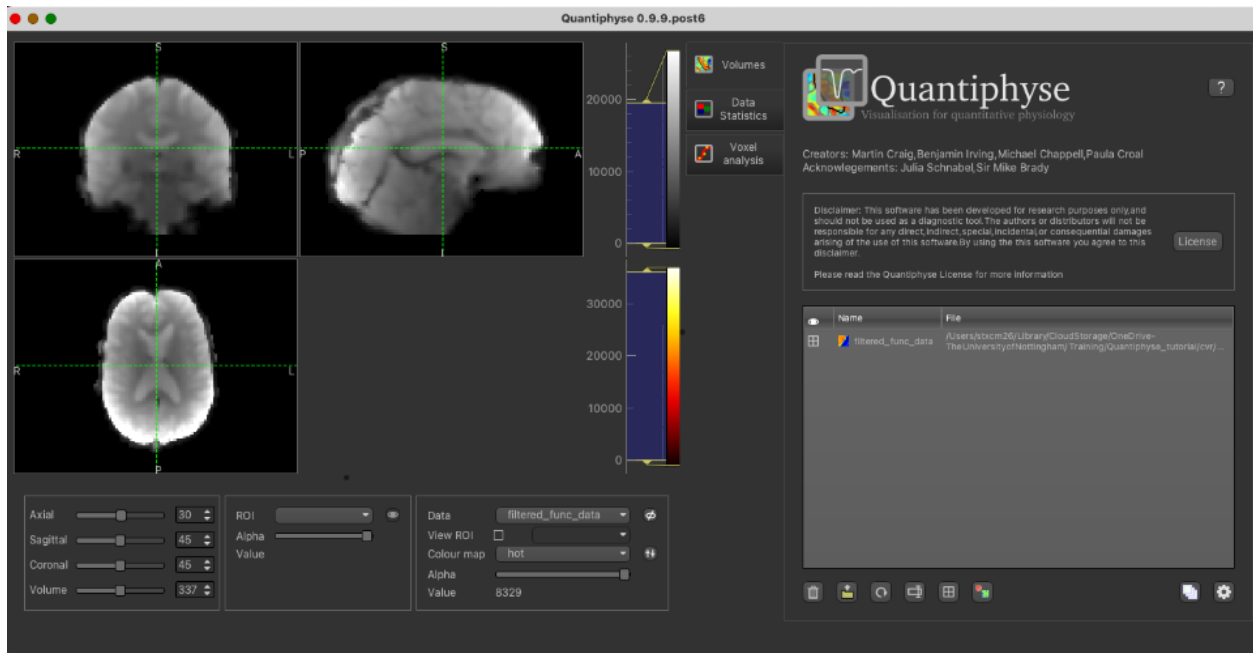 Quantiphyse 0.9.9.post6
S
R
L
I
S
P
A
I
A
R
L
P
20000
10000
0
30000
20000
10000
0
Volumes
Data
Statistics
Voxel
analysis
Quantiphyse
Visualisation for quantitative physiology
?
Creators: Martin Craig,Benjamin Irving,Michael Chappell,Paula Croal
Acknowlegements: Julia Schnabel,Sir Mike Brady
Disclaimer: This software has been developed for research purposes only,and
should not be used as a diagnostic tool.The authors or distributors will not be
responsible for any direct,indirect,special,incidental,or consequential damages
arising of the use of this software.By using the this software you agree to this
disclaimer.
Please read the Quantiphyse License for more information
License
Name File
filtered_func_data
/Users/stxcm26/Library/CloudStorage/OneDrive-
TheUniversityofNottingham/Training/Quantiphyse_tutorial/cvr/...
Axial 30
Sagittal 45
Coronal 45
Volume 337
ROI
Alpha
Value
Data filtered_func_data
View ROI
Colour map hot
Alpha
Value 8329